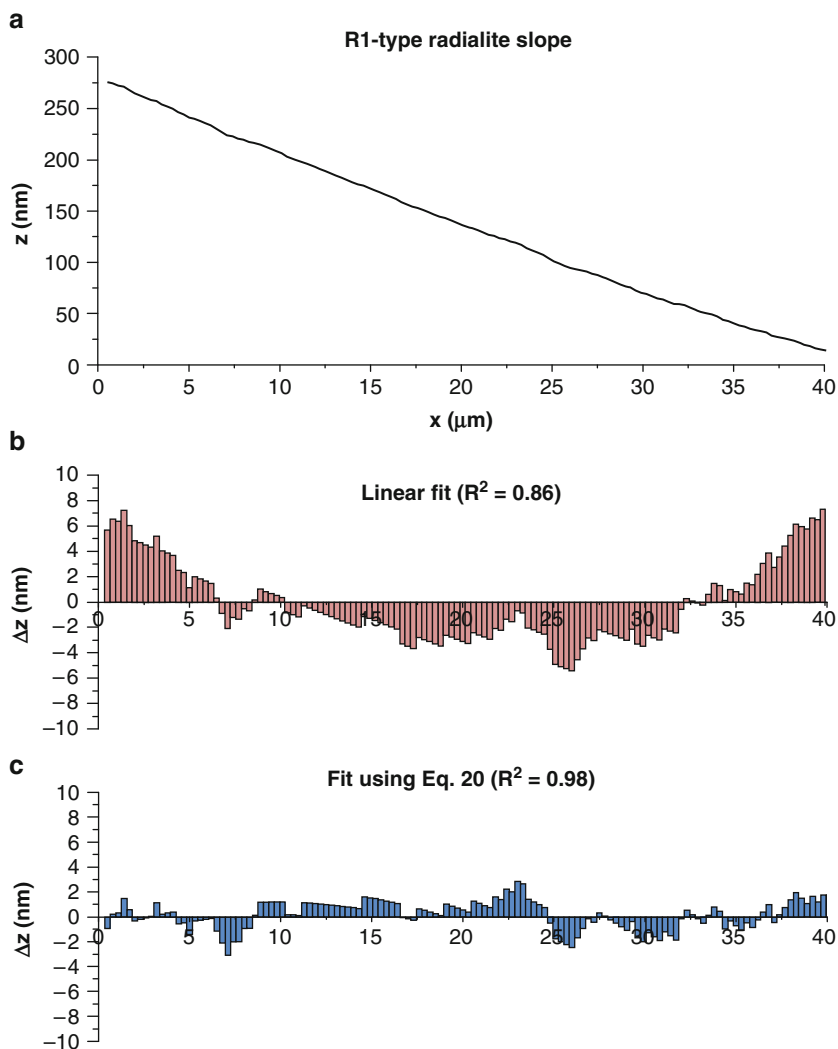 a
R1-type radialite slope
300
250
200
150
100
50
0
z (nm)
0 5 10 15 20 25 30 35 40
x (μm)
b
Linear fit (R² = 0.86)
10
8
6
4
2
0
−2
−4
−6
−8
−10
Δz (nm)
5 10 15 20 25 30 35 40
c
Fit using Eq. 20 (R² = 0.98)
10
8
6
4
2
0
−2
−4
−6
−8
−10
Δz (nm)
5 10 15 20 25 30 35 40